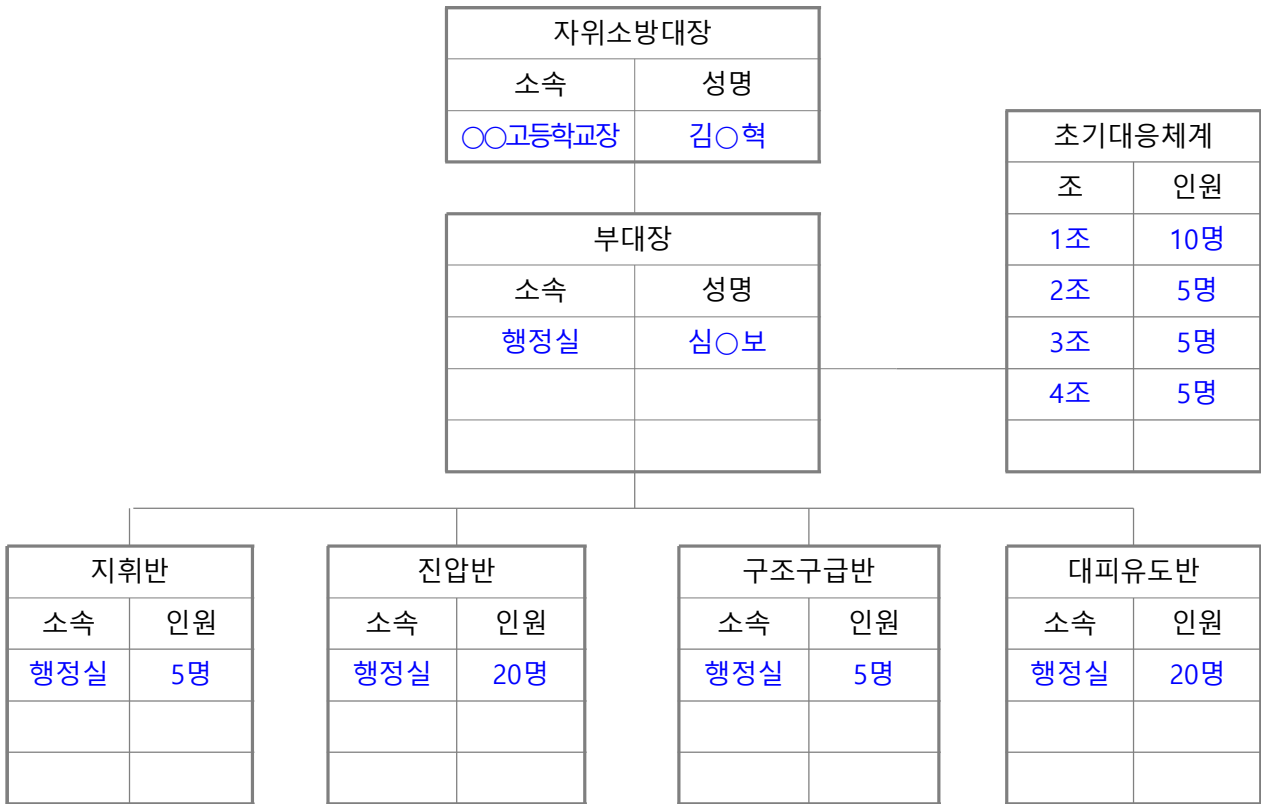 자위소방대장
소속 성명
○○고등학교장 김○혁
부대장
소속 성명
행정실 심○보
초기대응체계
조 인원
1조 10명
2조 5명
3조 5명
4조 5명
지휘반
소속 인원
행정실 5명
진압반
소속 인원
행정실 20명
구조구급반
소속 인원
행정실 5명
대피유도반
소속 인원
행정실 20명